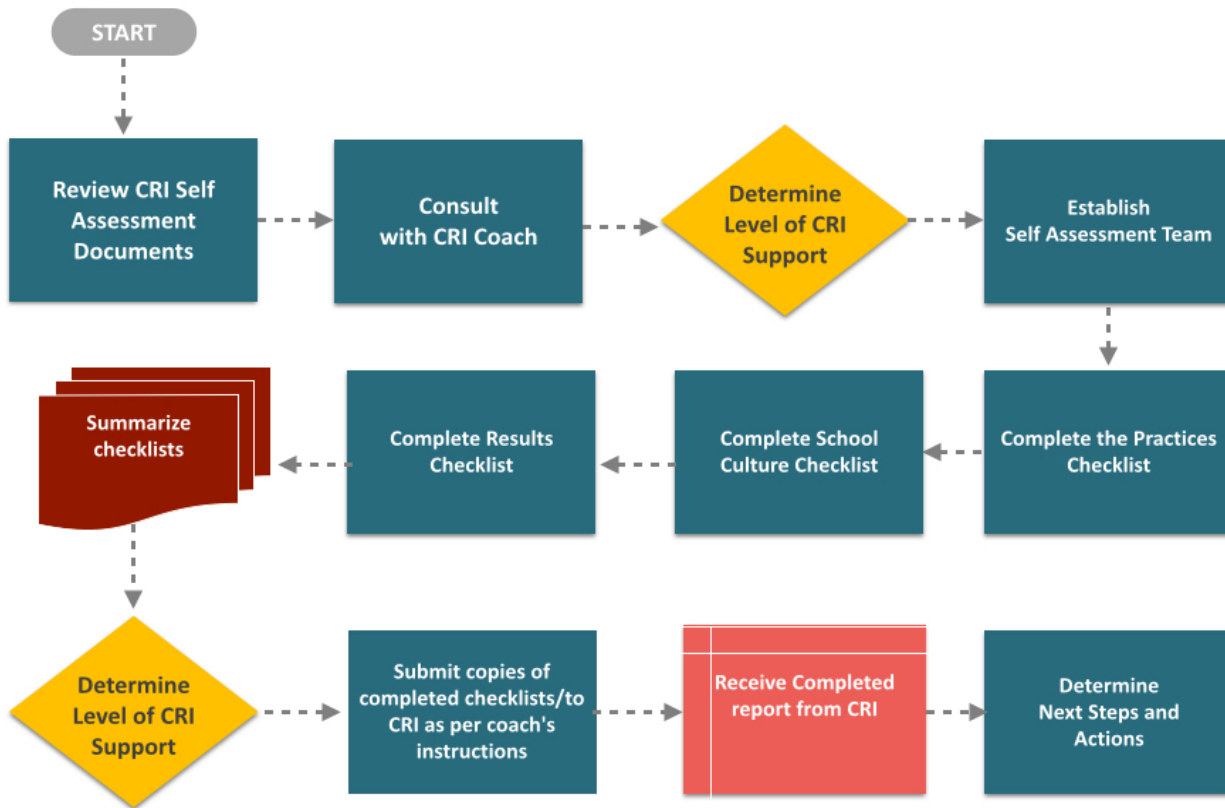 START
Review CRI Self
Assessment
Documents
Consult
with CRI Coach
Determine
Level of CRI
Support
Establish
Self Assessment Team
Summarize
checklists
Complete Results
Checklist
Complete School
Culture Checklist
Complete the Practices
Checklist
Determine
Level of CRI
Support
Submit copies of
completed checklists/to
CRI as per coach's
instructions
Receive Completed
report from CRI
Determine
Next Steps and
Actions